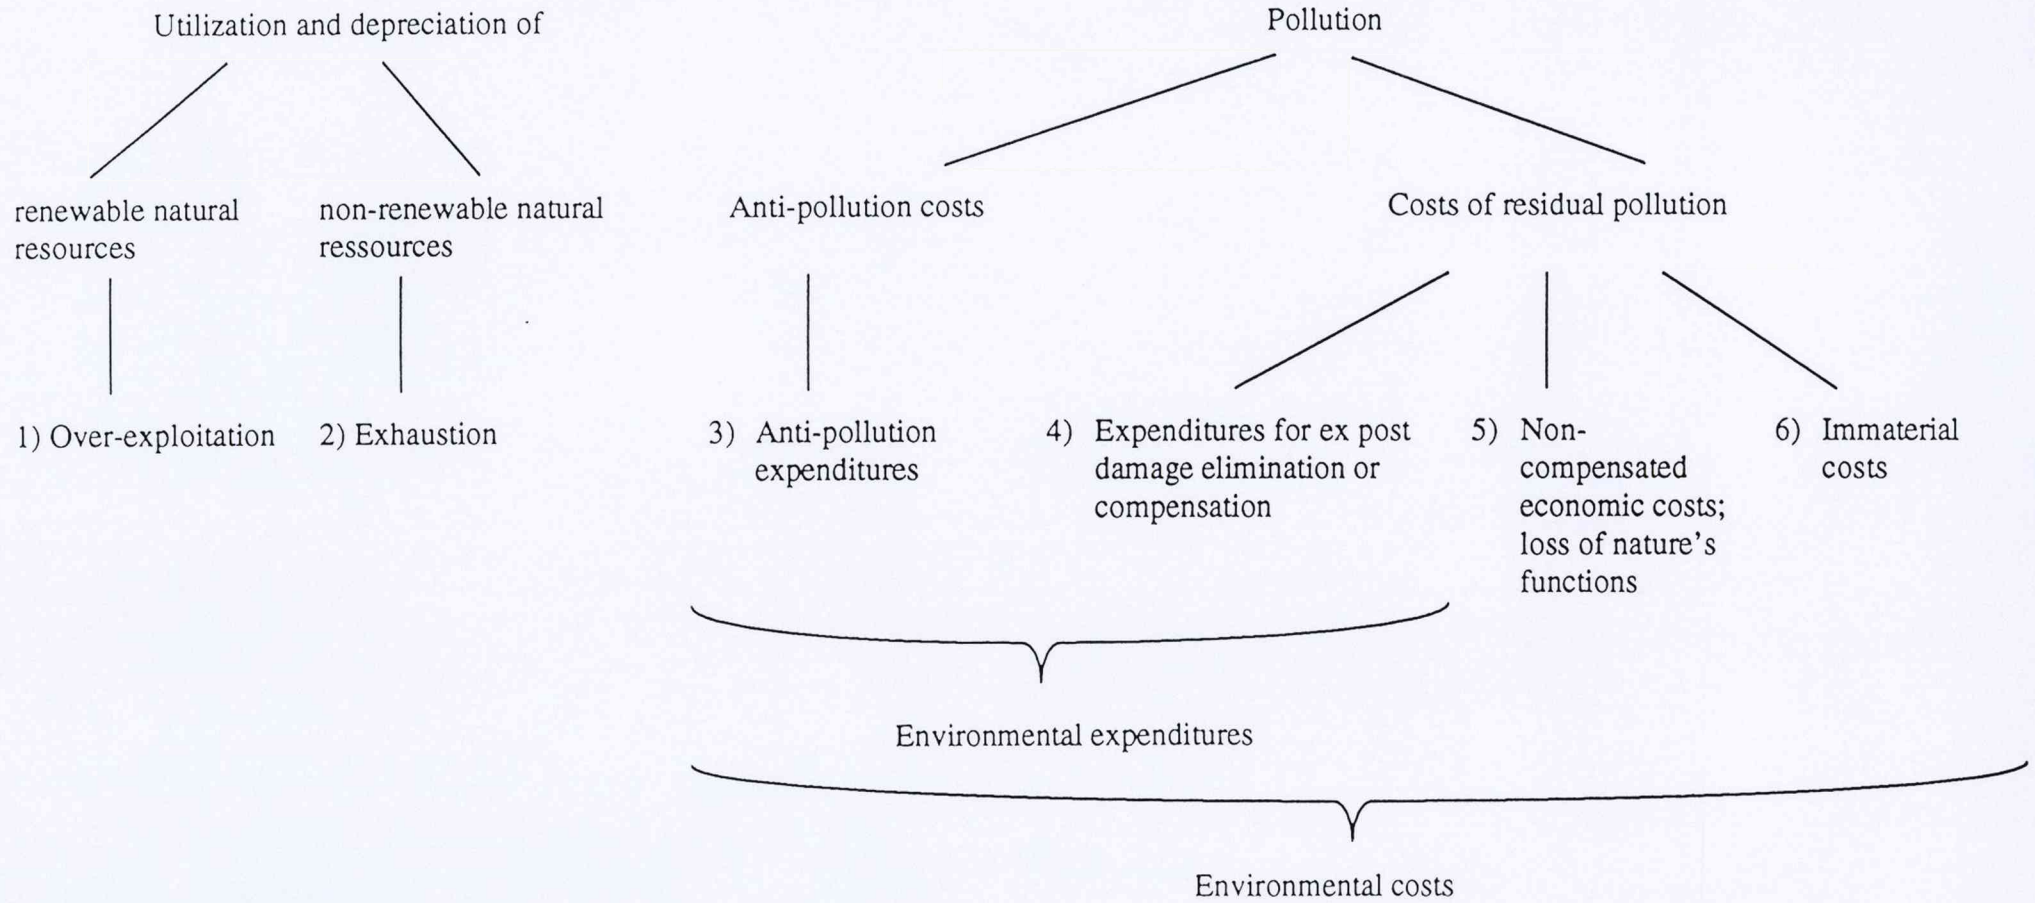 Utilization and depreciation of
Pollution
renewable natural
resources
non-renewable natural
ressources
Anti-pollution costs
Costs of residual pollution
1) Over-exploitation
2) Exhaustion
3) Anti-pollution
expenditures
4) Expenditures for ex post
damage elimination or
compensation
5) Non-
compensated
economic costs;
loss of nature's
functions
6) Immaterial
costs
Environmental expenditures
Environmental costs